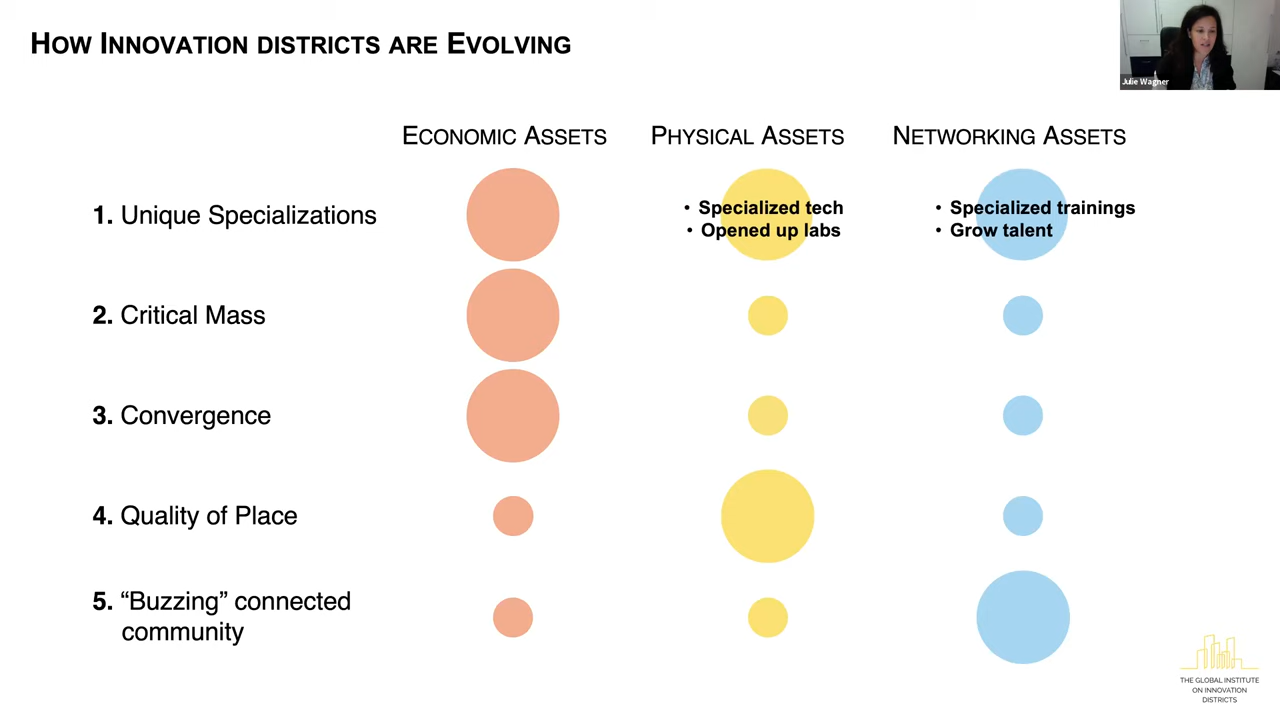 HOW INNOVATION DISTRICTS ARE EVOLVING
Julie Wagner
ECONOMIC ASSETS
PHYSICAL ASSETS
NETWORKING ASSETS
1. Unique Specializations
• Specialized tech
• Opened up labs
• Specialized trainings
• Grow talent
2. Critical Mass
3. Convergence
4. Quality of Place
5. “Buzzing” connected
community
THE GLOBAL INSTITUTE
ON INNOVATION
DISTRICTS